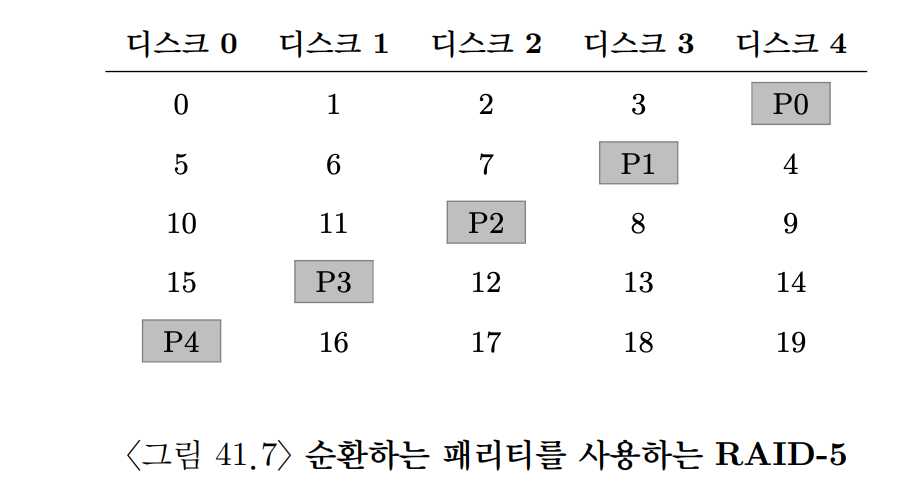 디스크 0 디스크 1 디스크 2 디스크 3 디스크 4
0 1 2 3 P0
5 6 7 P1 4
10 11 P2 8 9
15 P3 12 13 14
P4 16 17 18 19
〈그림 41.7〉 순환하는 패리티를 사용하는 RAID-5